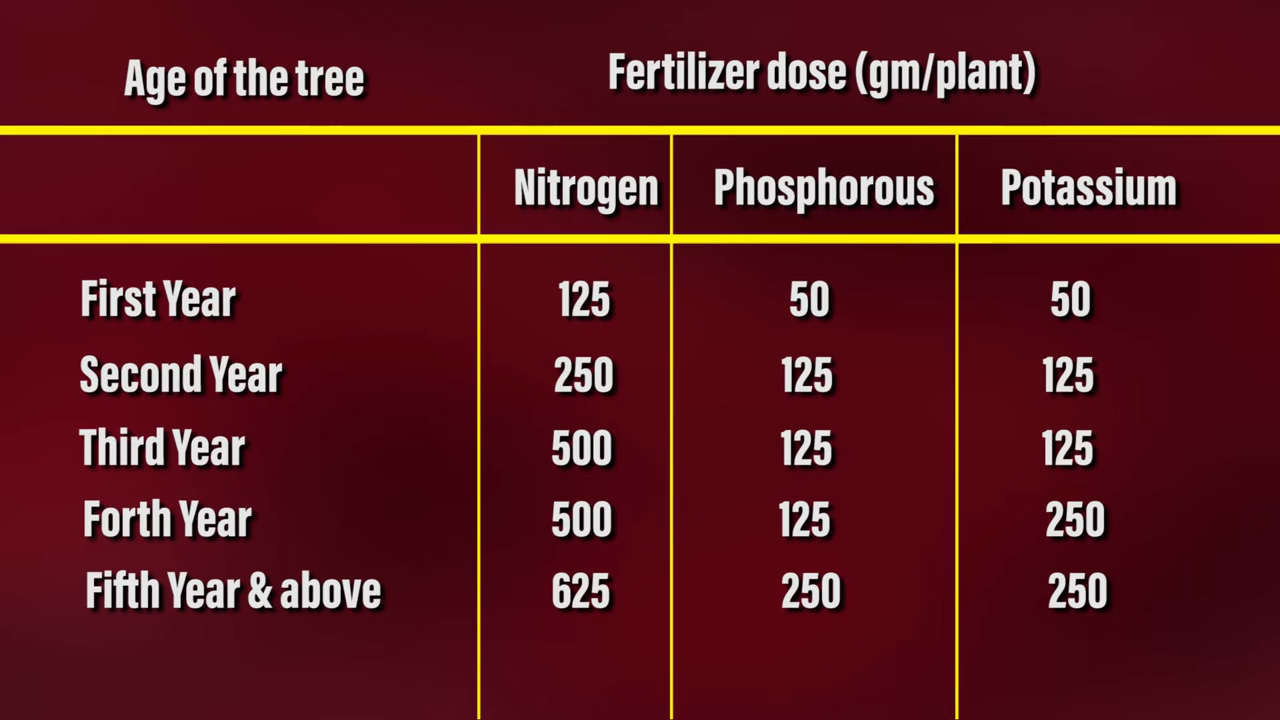 Age of the tree Fertilizer dose (gm/plant)
Nitrogen Phosphorous Potassium
First Year 125 50 50
Second Year 250 125 125
Third Year 500 125 125
Forth Year 500 125 250
Fifth Year & above 625 250 250